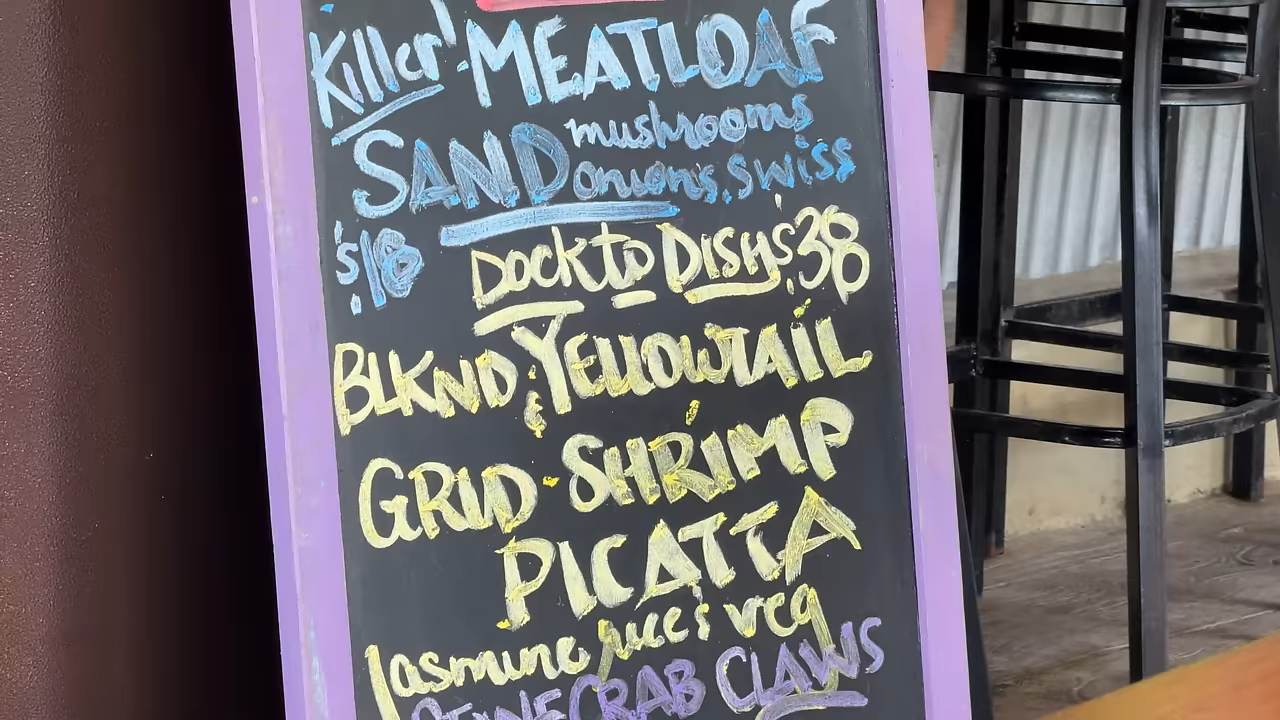 Killer MEATLOAF
SAND mushrooms
onions, swiss
$18
Dock to Dish $38
BLKND YELLOWTAIL
& GRLD SHRIMP
PICATTA
Jasmine rice & veg
STONE CRAB CLAWS